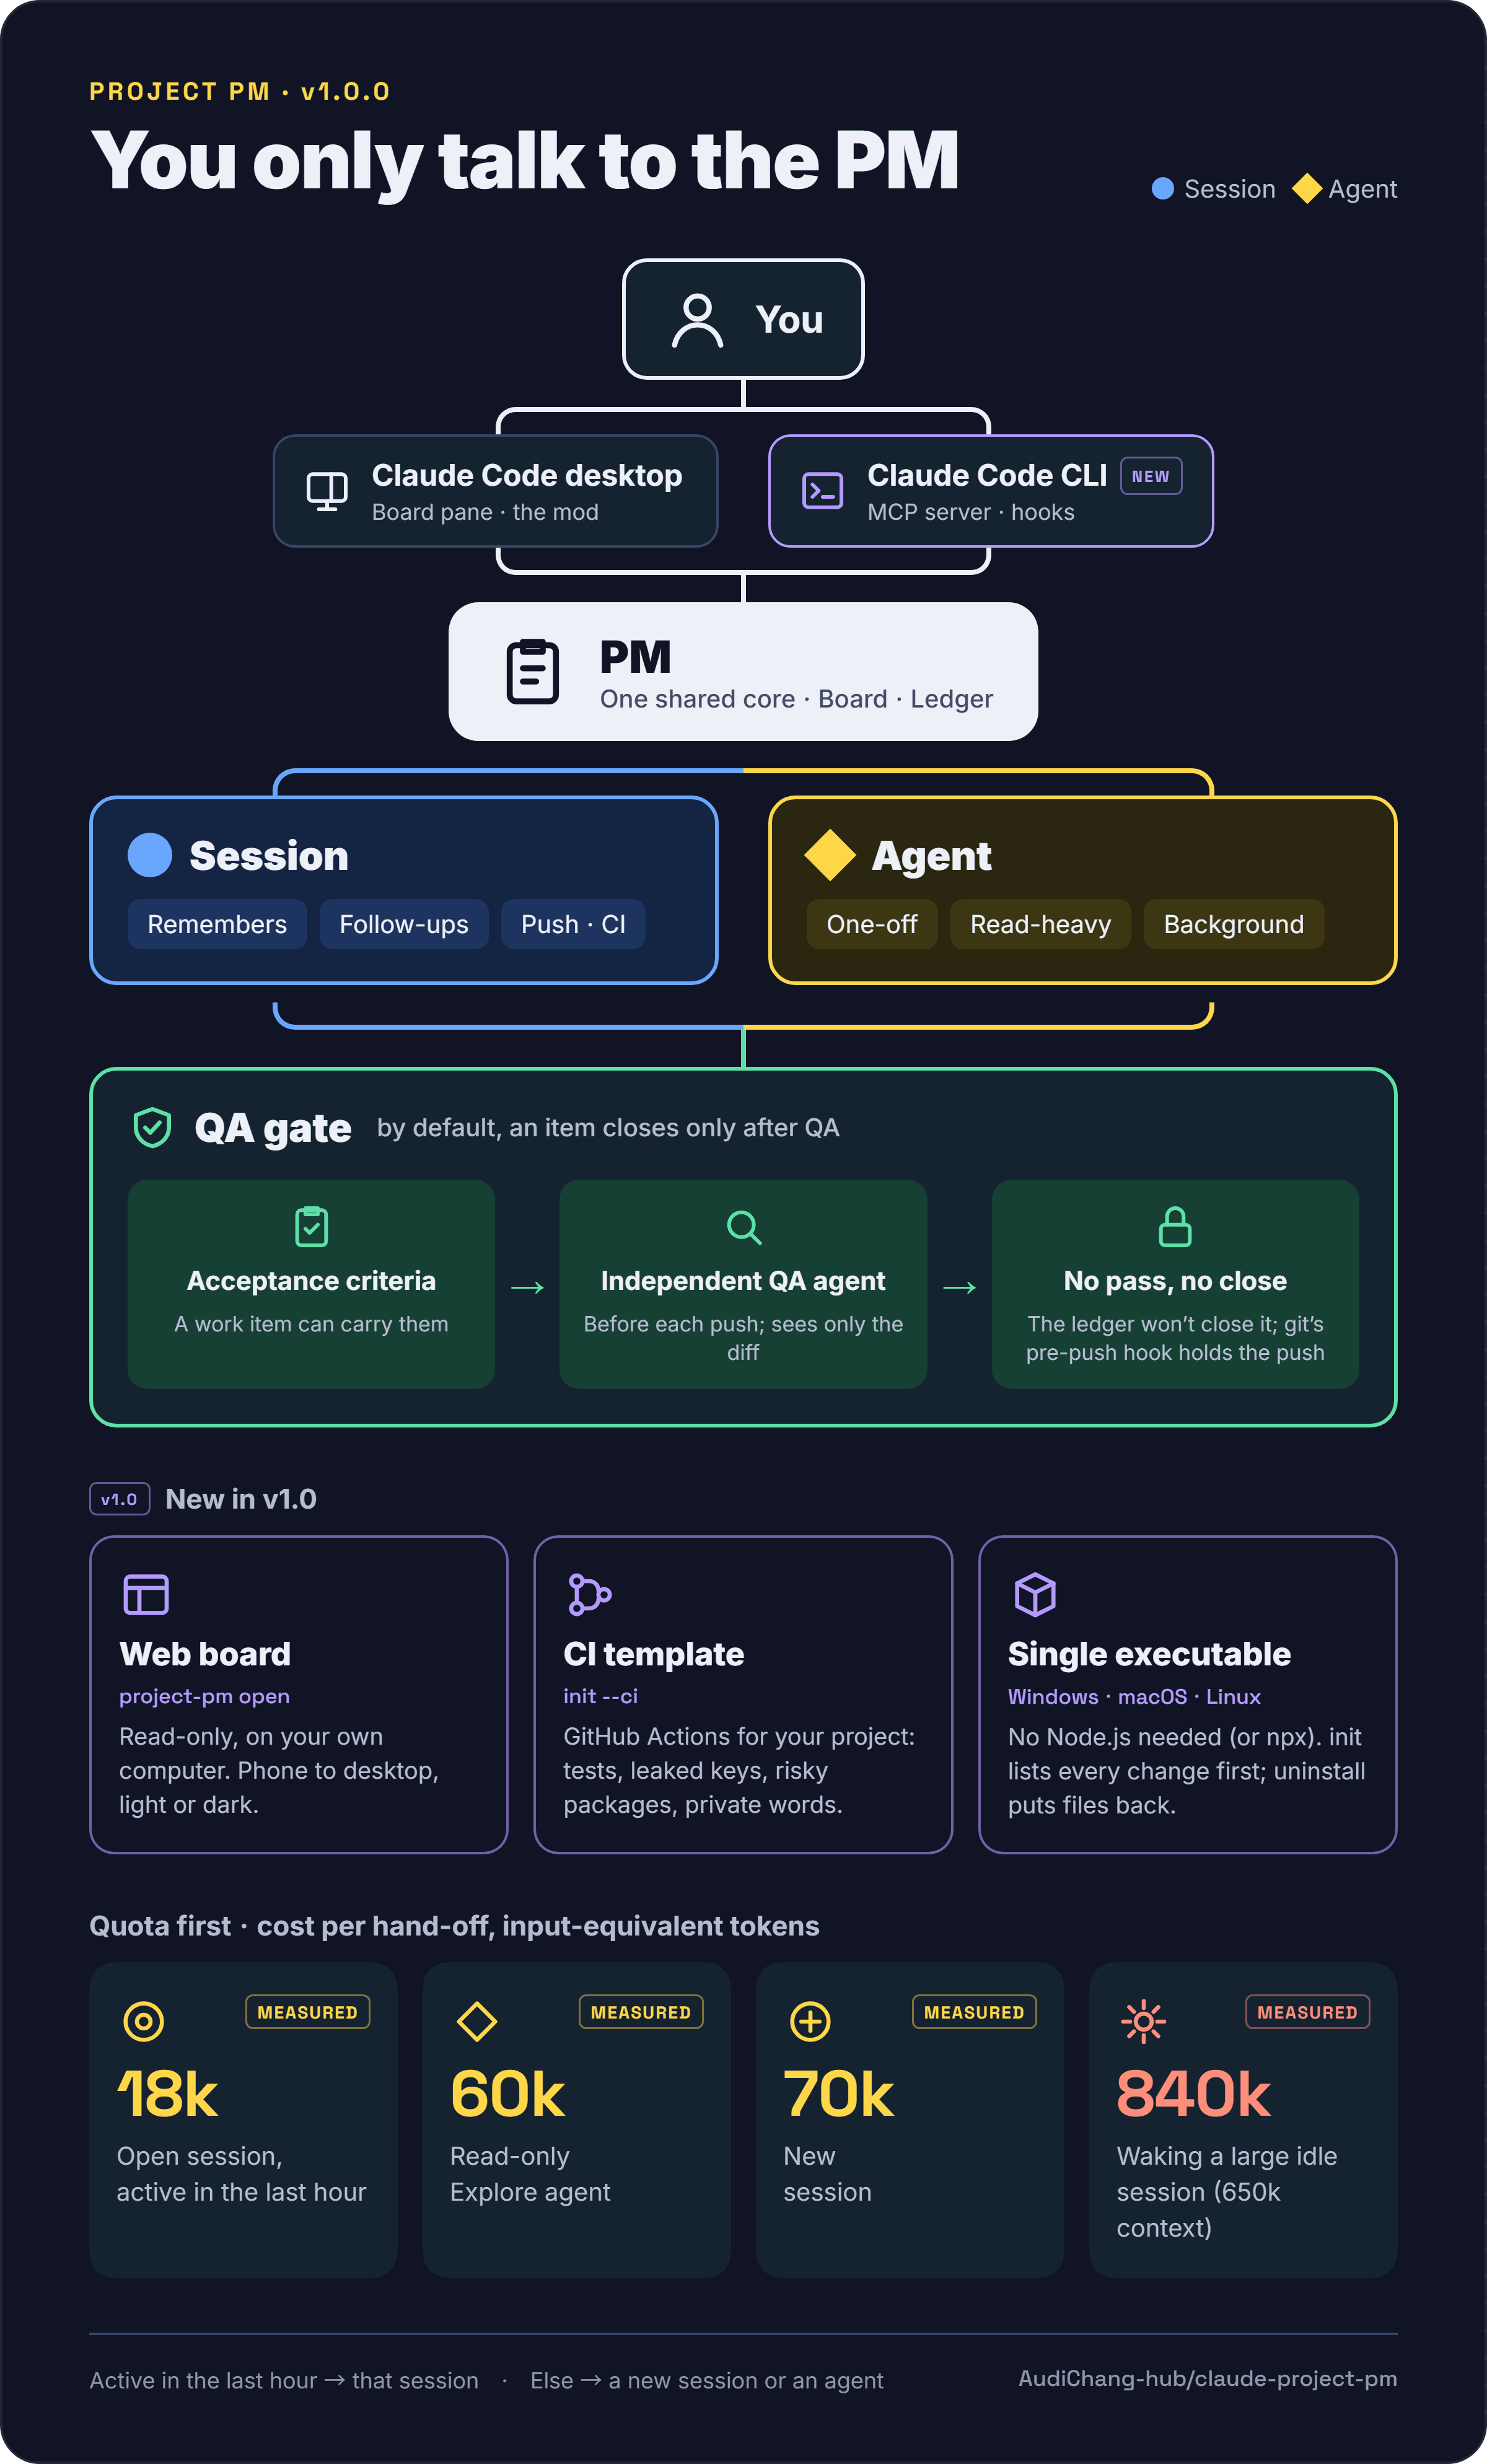 PROJECT PM · v1.0.0
You only talk to the PM
Session
Agent
You
Claude Code desktop
Board pane · the mod
Claude Code CLI
NEW
MCP server · hooks
PM
One shared core · Board · Ledger
Session
Remembers
Follow-ups
Push · CI
Agent
One-off
Read-heavy
Background
QA gate
by default, an item closes only after QA
Acceptance criteria
A work item can carry them
→
Independent QA agent
Before each push; sees only the
diff
→
No pass, no close
The ledger won’t close it; git’s
pre-push hook holds the push
v1.0
New in v1.0
Web board
project-pm open
Read-only, on your own
computer. Phone to desktop,
light or dark.
CI template
init --ci
GitHub Actions for your project:
tests, leaked keys, risky
packages, private words.
Single executable
Windows · macOS · Linux
No Node.js needed (or npx). init
lists every change first; uninstall
puts files back.
Quota first · cost per hand-off, input-equivalent tokens
MEASURED
18k
Open session,
active in the last hour
MEASURED
60k
Read-only
Explore agent
MEASURED
70k
New
session
MEASURED
840k
Waking a large idle
session (650k
context)
Active in the last hour → that session · Else → a new session or an agent
AudiChang-hub/claude-project-pm